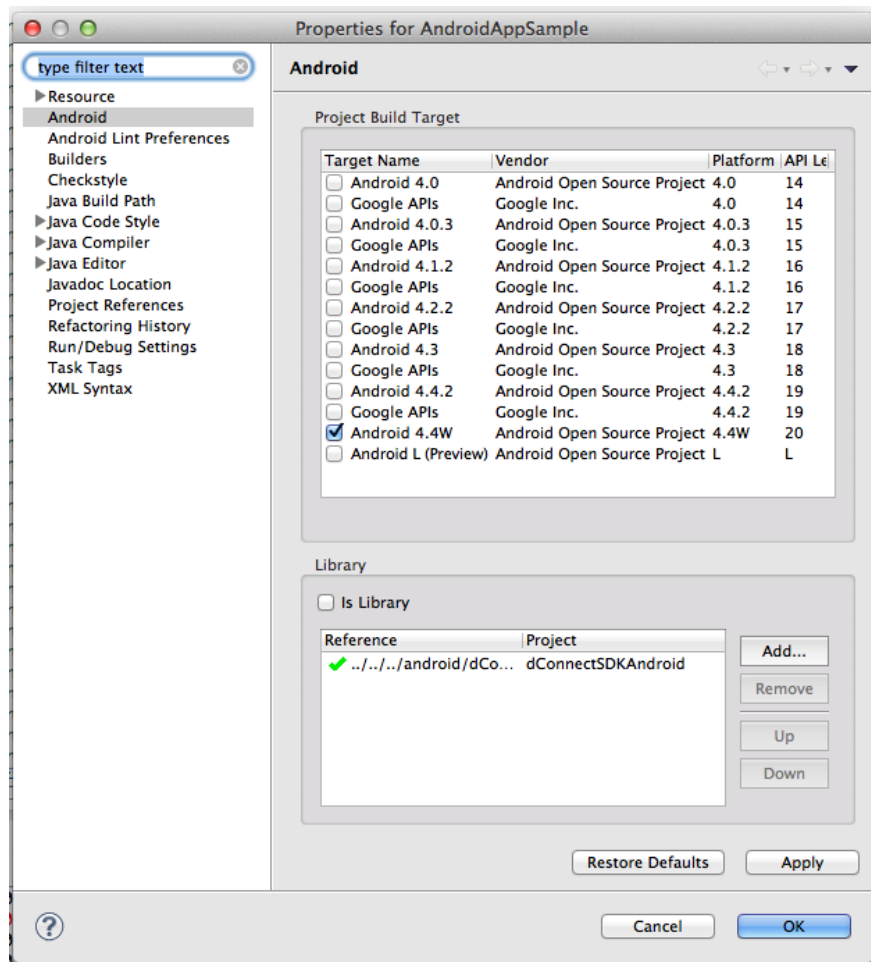 Properties for AndroidAppSample
type filter text
Resource
Android
Android Lint Preferences
Builders
Checkstyle
Java Build Path
Java Code Style
Java Compiler
Java Editor
Javadoc Location
Project References
Refactoring History
Run/Debug Settings
Task Tags
XML Syntax
Android
Project Build Target
Target Name Vendor Platform API Le
Android 4.0 Android Open Source Project 4.0 14
Google APIs Google Inc. 4.0 14
Android 4.0.3 Android Open Source Project 4.0.3 15
Google APIs Google Inc. 4.0.3 15
Android 4.1.2 Android Open Source Project 4.1.2 16
Google APIs Google Inc. 4.1.2 16
Android 4.2.2 Android Open Source Project 4.2.2 17
Google APIs Google Inc. 4.2.2 17
Android 4.3 Android Open Source Project 4.3 18
Google APIs Google Inc. 4.3 18
Android 4.4.2 Android Open Source Project 4.4.2 19
Google APIs Google Inc. 4.4.2 19
Android 4.4W Android Open Source Project 4.4W 20
Android L (Preview) Android Open Source Project L L
Library
Is Library
Reference Project
../../../android/dCo... dConnectSDKAndroid
Add...
Remove
Up
Down
Restore Defaults Apply
? Cancel OK